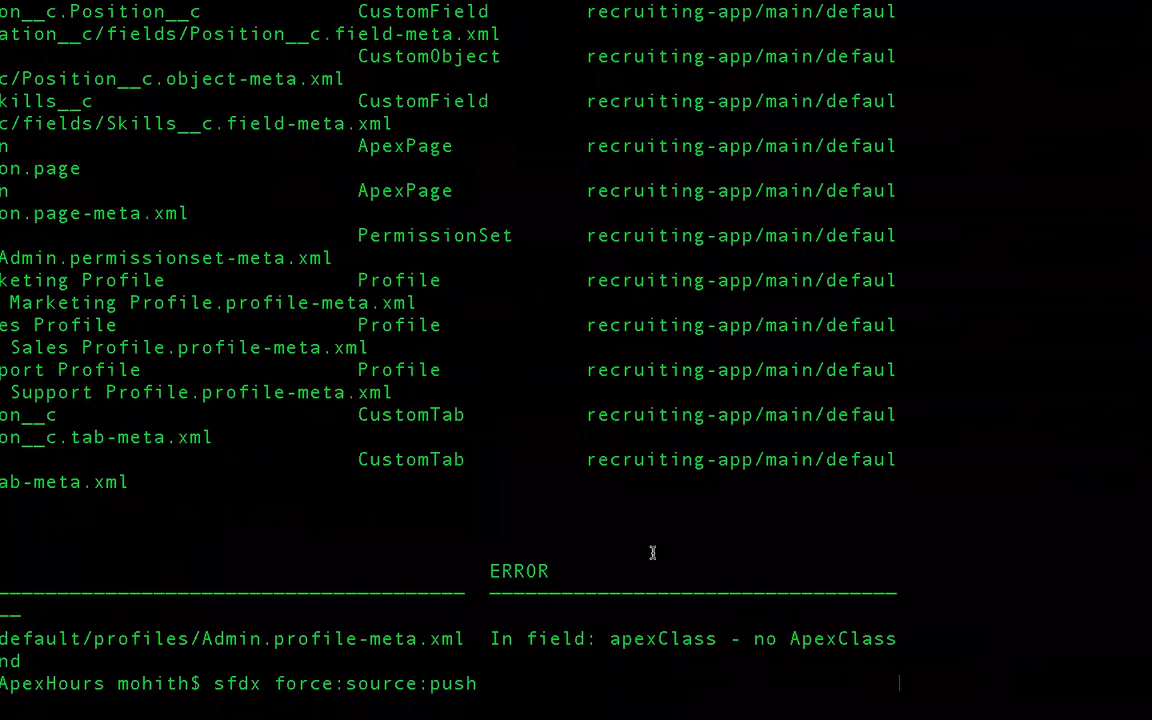 on__c.Position__c CustomField recruiting-app/main/defaul
ation__c/fields/Position__c.field-meta.xml
CustomObject recruiting-app/main/defaul
c/Position__c.object-meta.xml
kills__c CustomField recruiting-app/main/defaul
c/fields/Skills__c.field-meta.xml
n ApexPage recruiting-app/main/defaul
on.page
n ApexPage recruiting-app/main/defaul
on.page-meta.xml
PermissionSet recruiting-app/main/defaul
Admin.permissionset-meta.xml
keting Profile Profile recruiting-app/main/defaul
Marketing Profile.profile-meta.xml
es Profile Profile recruiting-app/main/defaul
Sales Profile.profile-meta.xml
port Profile Profile recruiting-app/main/defaul
Support Profile.profile-meta.xml
on__c CustomTab recruiting-app/main/defaul
on__c.tab-meta.xml
CustomTab recruiting-app/main/defaul
ab-meta.xml
ERROR
default/profiles/Admin.profile-meta.xml In field: apexClass - no ApexClass
nd
ApexHours mohith$ sfdx force:source:push